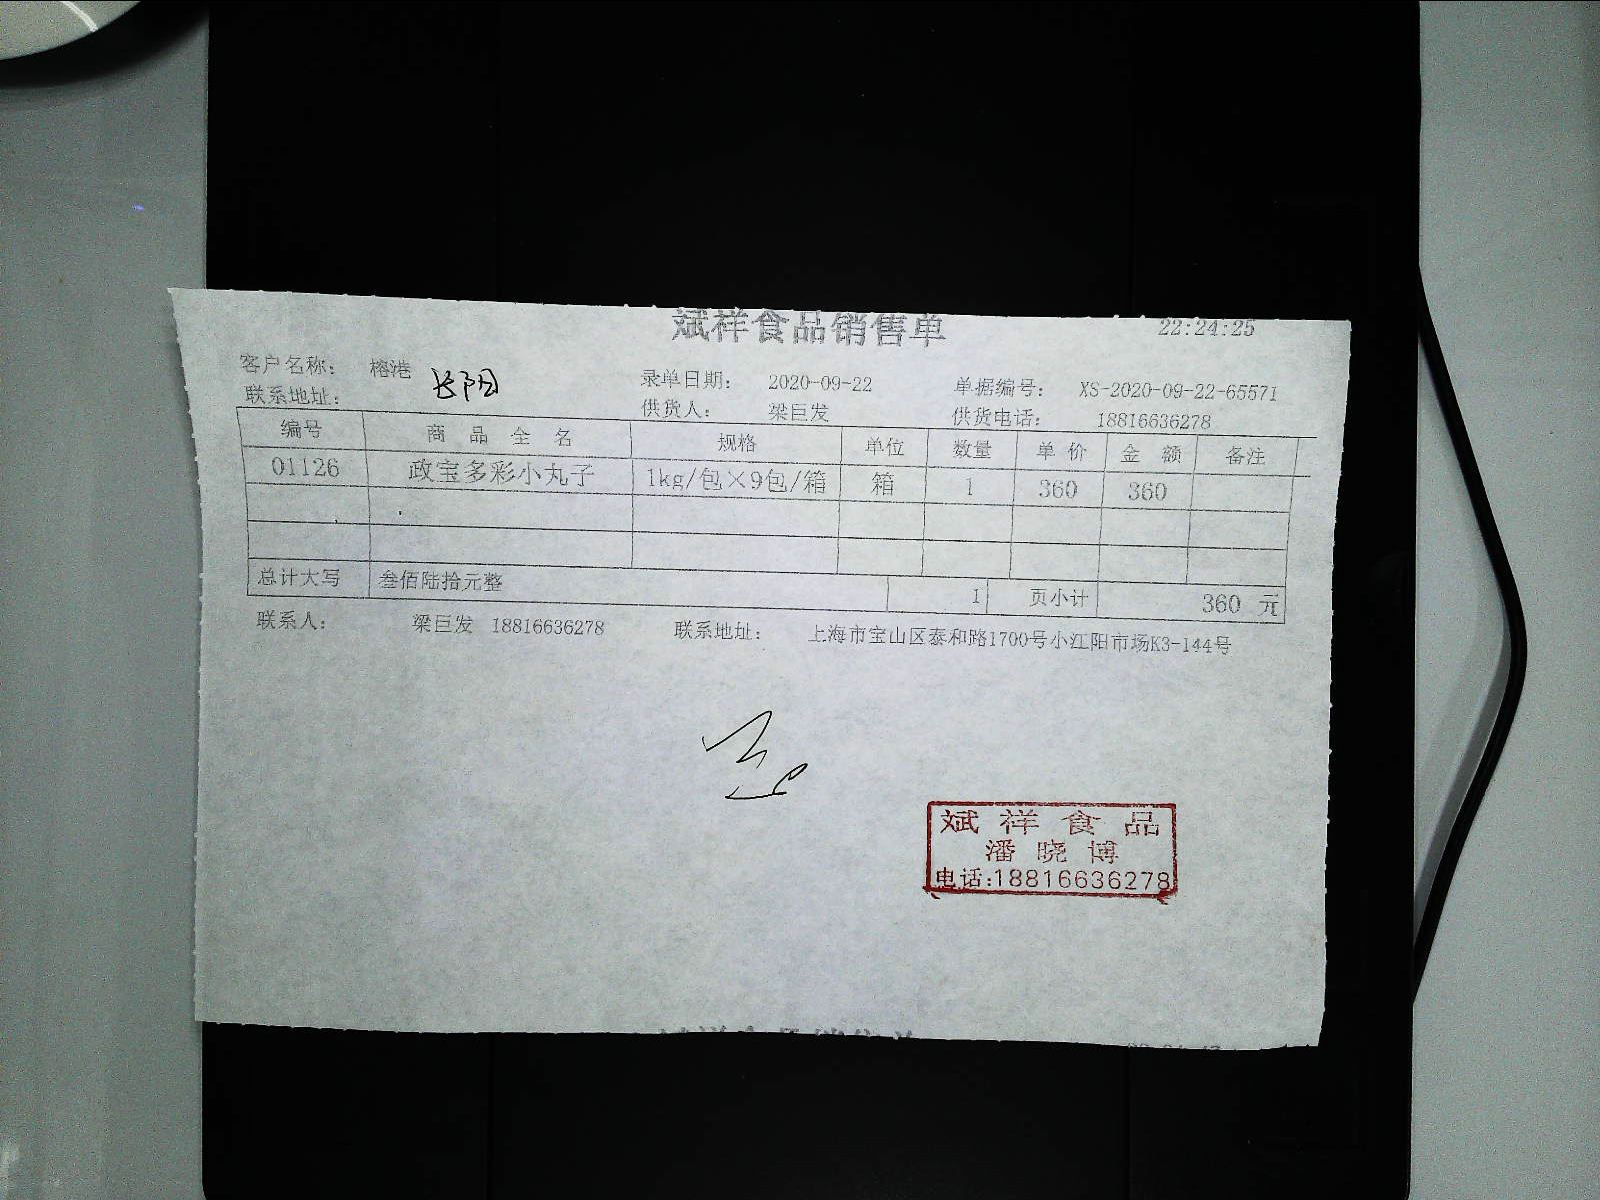 斌祥食品销售单 22:24:25
客户名称： 榕港 长阳 录单日期： 2020-09-22 单据编号： XS-2020-09-22-65571
联系地址： 供货人： 梁巨发 供货电话： 18816636278
编号 商品全名 规格 单位 数量 单价 金额 备注
01126 政宝多彩小丸子 1kg/包×9包/箱 箱 1 360 360
总计大写 叁佰陆拾元整 1 页小计 360 元
联系人： 梁巨发 18816636278 联系地址： 上海市宝山区泰和路1700号小江阳市场K3-144号
斌祥食品
潘晓博
电话:18816636278